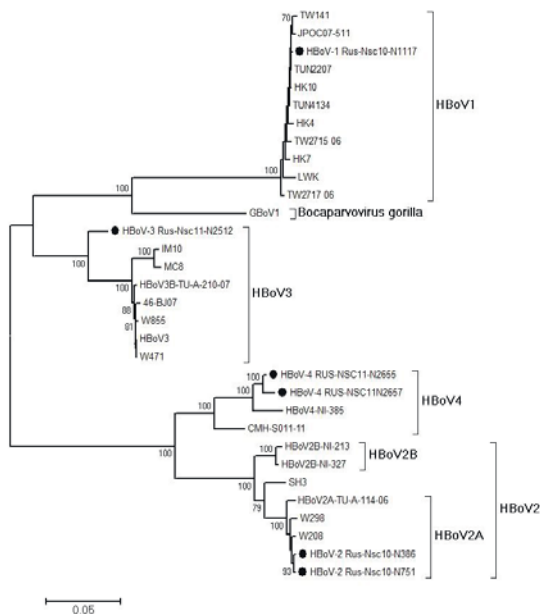 70
TW141
JPOC07-511
HBoV-1 Rus-Nsc10-N1117
TUN2207
HK10
TUN4134
HK4
TW2715 06
HK7
100
LWK
TW2717 06
HBoV1
100
GBoV1
Bocaparvovirus gorilla
HBoV-3 Rus-Nsc11-N2512
100
100
IM10
MC8
100
HBoV3B-TU-A-210-07
88
46-BJ07
W855
81
HBoV3
W471
HBoV3
100
HBoV-4 RUS-NSC11-N2655
HBoV-4 RUS-NSC11N2657
100
HBoV4-NI-385
100
CMH-S011-11
HBoV4
100
100
HBoV2B-NI-213
HBoV2B-NI-327
HBoV2B
100
SH3
79
HBoV2A-TU-A-114-06
W298
100
W208
HBoV-2 Rus-Nsc10-N386
93
HBoV-2 Rus-Nsc10-N751
HBoV2A
HBoV2
0.05